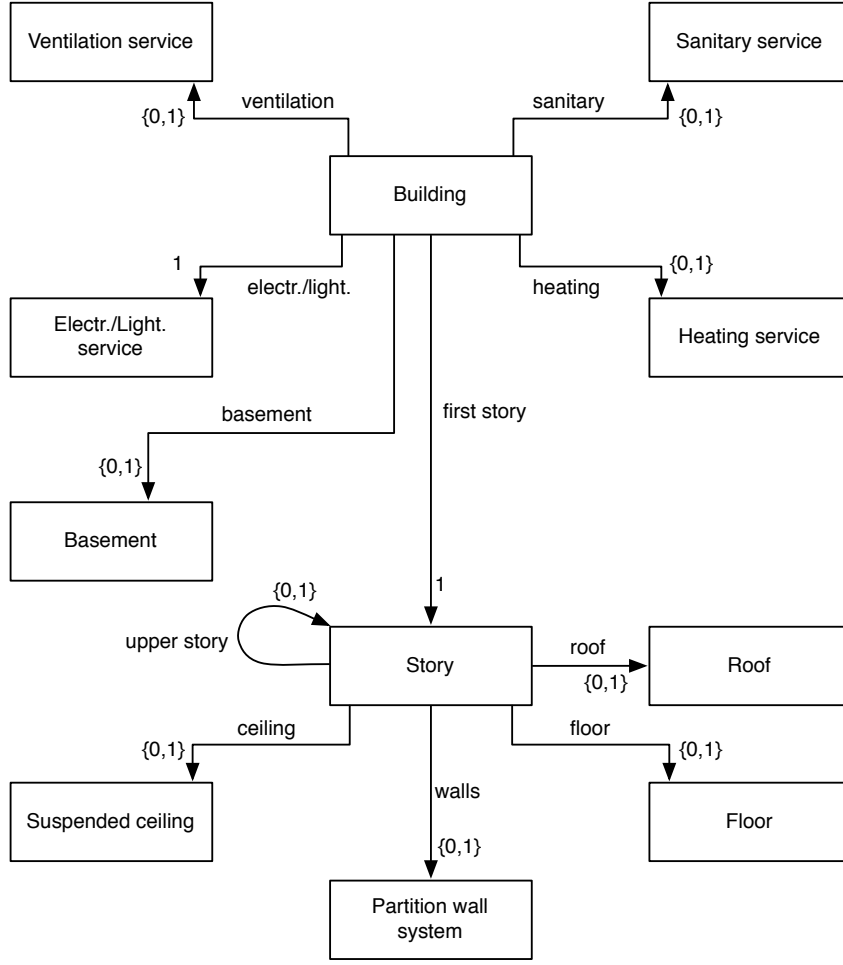 Ventilation service
Sanitary service
ventilation
sanitary
{0,1}
{0,1}
Building
1
{0,1}
electr./light.
heating
Electr./Light.
service
Heating service
basement
first story
{0,1}
Basement
{0,1}
1
upper story
Story
roof
{0,1}
Roof
ceiling
floor
{0,1}
{0,1}
walls
Suspended ceiling
Floor
{0,1}
Partition wall
system